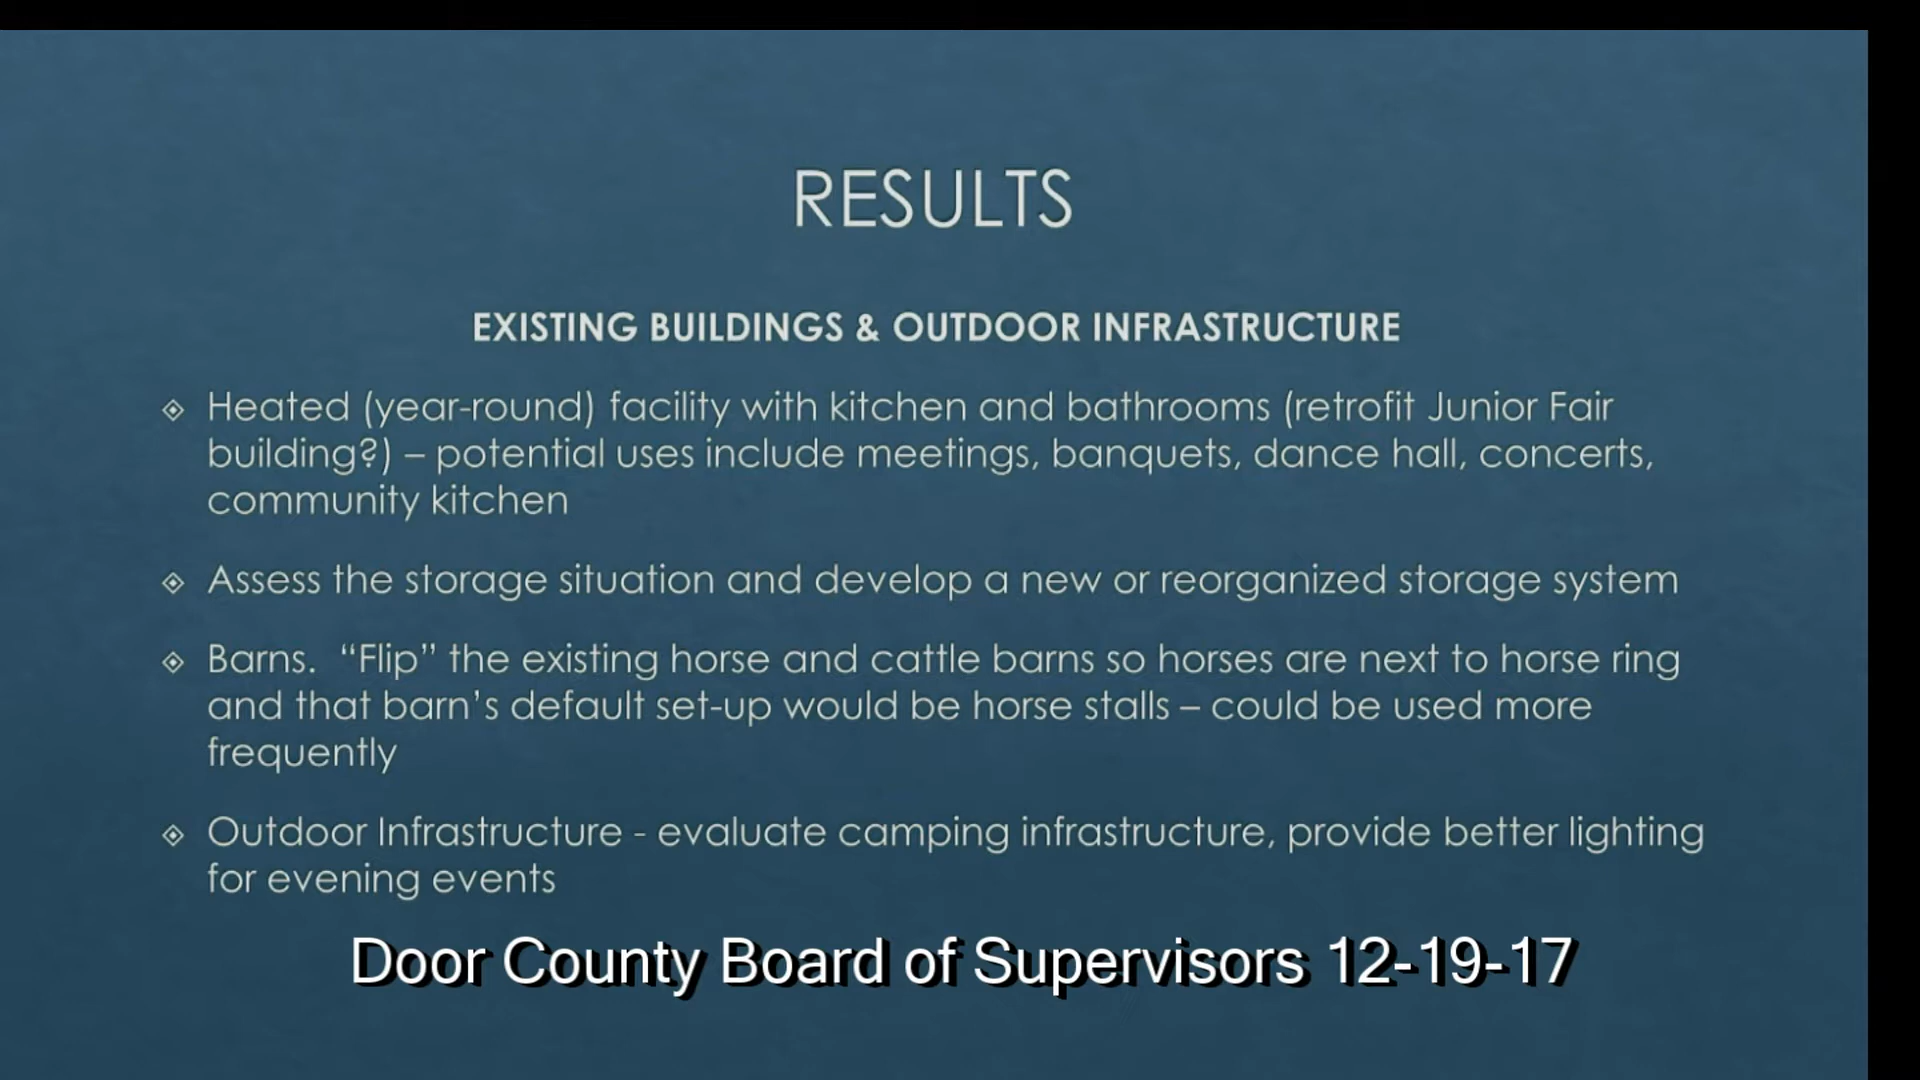 RESULTS
EXISTING BUILDINGS & OUTDOOR INFRASTRUCTURE
Heated (year-round) facility with kitchen and bathrooms (retrofit Junior Fair
building?) – potential uses include meetings, banquets, dance hall, concerts,
community kitchen
Assess the storage situation and develop a new or reorganized storage system
Barns.  “Flip” the existing horse and cattle barns so horses are next to horse ring
and that barn’s default set-up would be horse stalls – could be used more
frequently
Outdoor Infrastructure - evaluate camping infrastructure, provide better lighting
for evening events
Door County Board of Supervisors 12-19-17